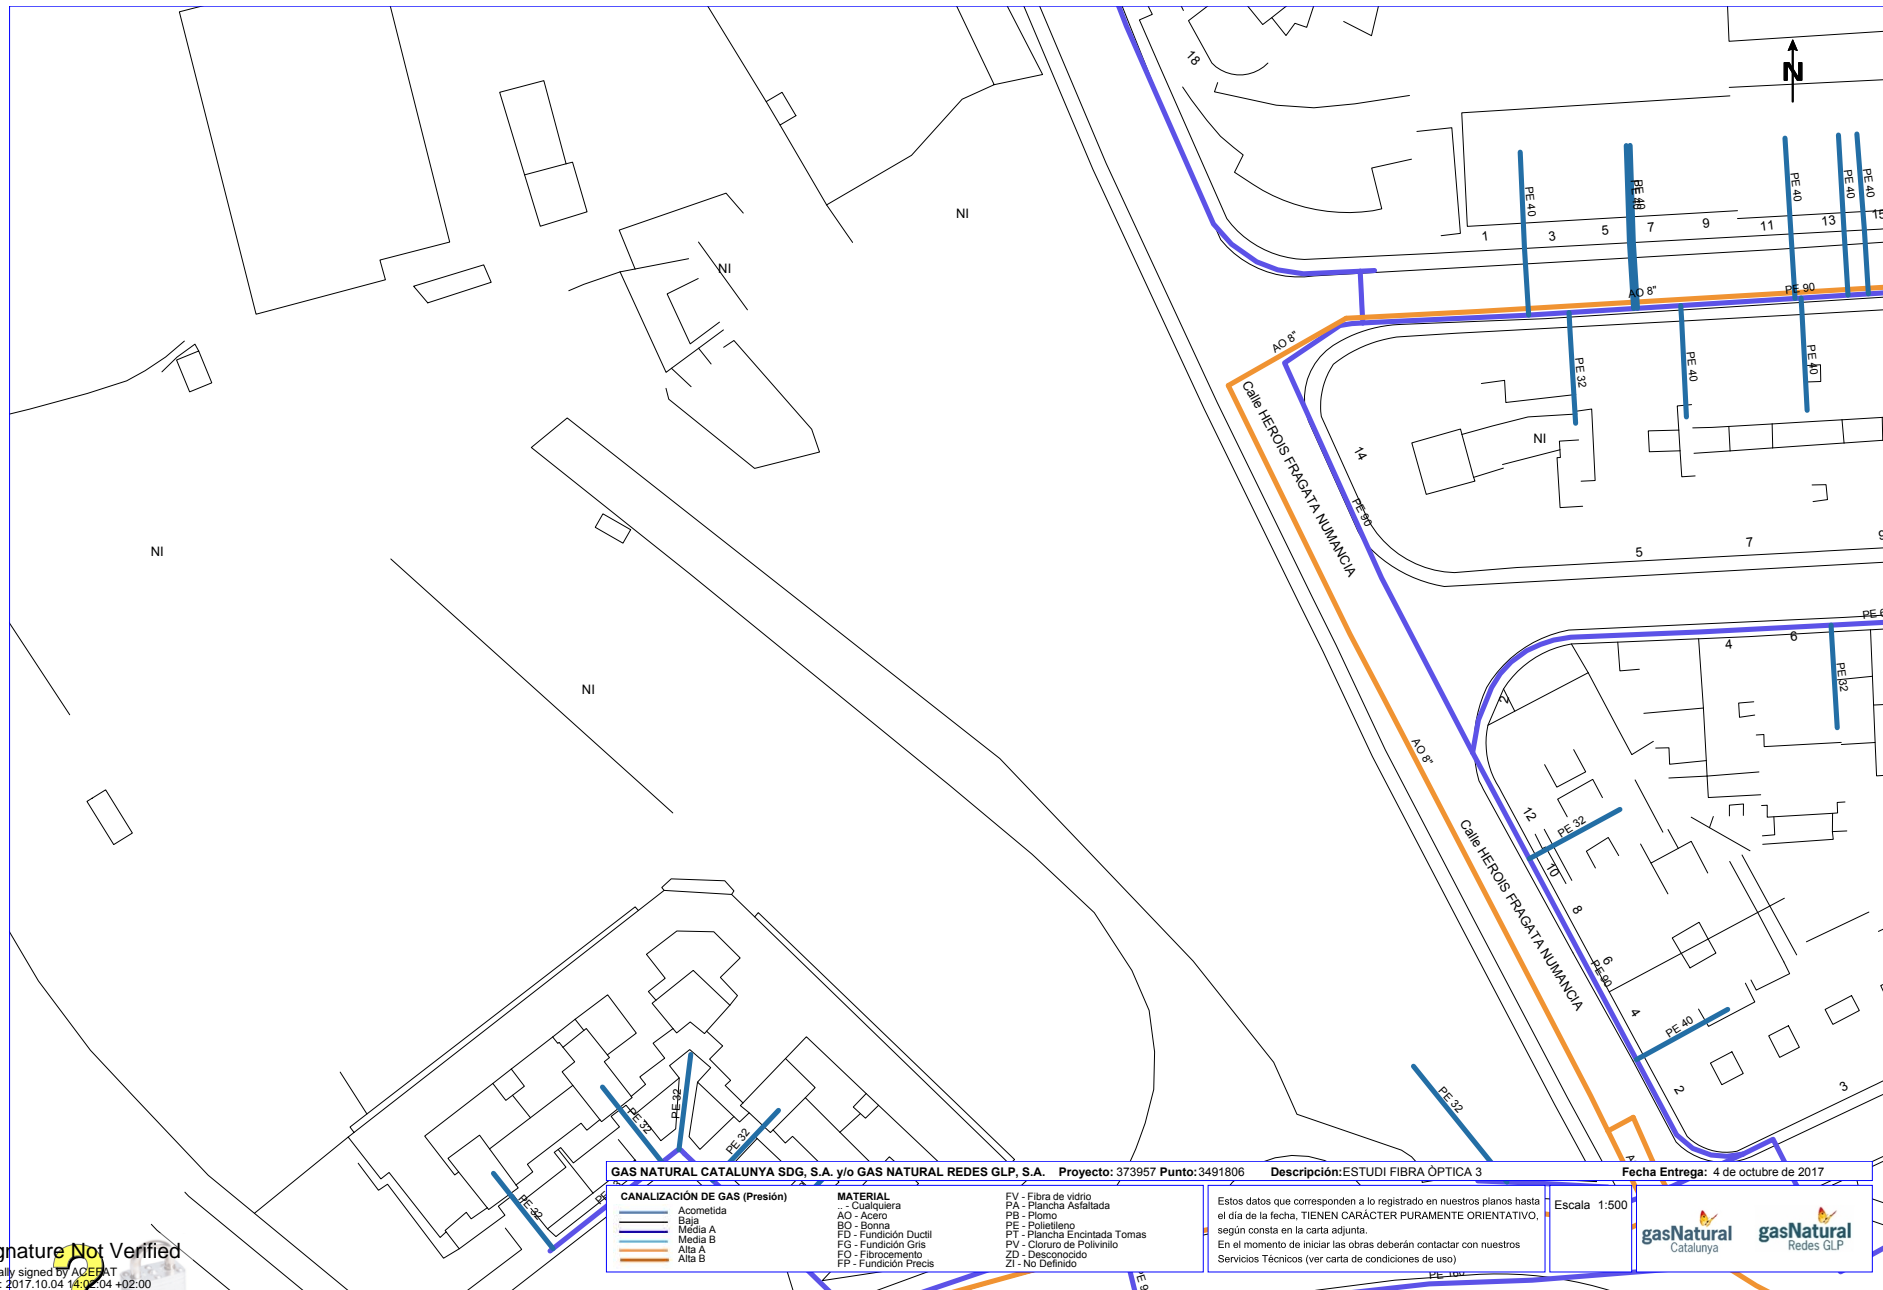 18
N
NI
NI
PE 40
PE 40
PE 40
PE 40
PE 40
1
3
5
7
9
11
13
15
AO 8"
PE 90
AO 8"
PE 32
PE 40
PE 40
Calle HEROIS FRAGATA NUMANCIA
14
NI
PE 90
5
7
9
NI
NI
PE 6
4
6
2
PE 32
AO 8"
12
PE 32
10
Calle HEROIS FRAGATA NUMANCIA
8
6
PE 90
4
PE 40
2
3
PE 32
PE 32
PE 32
PE 32
PE 32
GAS NATURAL CATALUNYA SDG, S.A. y/o GAS NATURAL REDES GLP, S.A. Proyecto: 373957 Punto: 3491806 Descripción: ESTUDI FIBRA ÒPTICA 3 Fecha Entrega: 4 de octubre de 2017
CANALIZACIÓN DE GAS (Presión)
Acometida
Baja
Media A
Media B
Alta A
Alta B
MATERIAL
.. - Cualquiera
AO - Acero
BO - Bonna
FD - Fundición Ductil
FG - Fundición Gris
FO - Fibrocemento
FP - Fundición Precis
FV - Fibra de vidrio
PA - Plancha Asfaltada
PB - Plomo
PE - Polietileno
PT - Plancha Encintada Tomas
PV - Cloruro de Polivinilo
ZD - Desconocido
ZI - No Definido
Estos datos que corresponden a lo registrado en nuestros planos hasta
el día de la fecha, TIENEN CARÁCTER PURAMENTE ORIENTATIVO,
según consta en la carta adjunta.
En el momento de iniciar las obras deberán contactar con nuestros
Servicios Técnicos (ver carta de condiciones de uso)
Escala 1:500
gasNatural
Catalunya
gasNatural
Redes GLP
PE 9
PE 160
gnature Not Verified
ally signed by ACEFAT
: 2017.10.04 14:02:04 +02:00